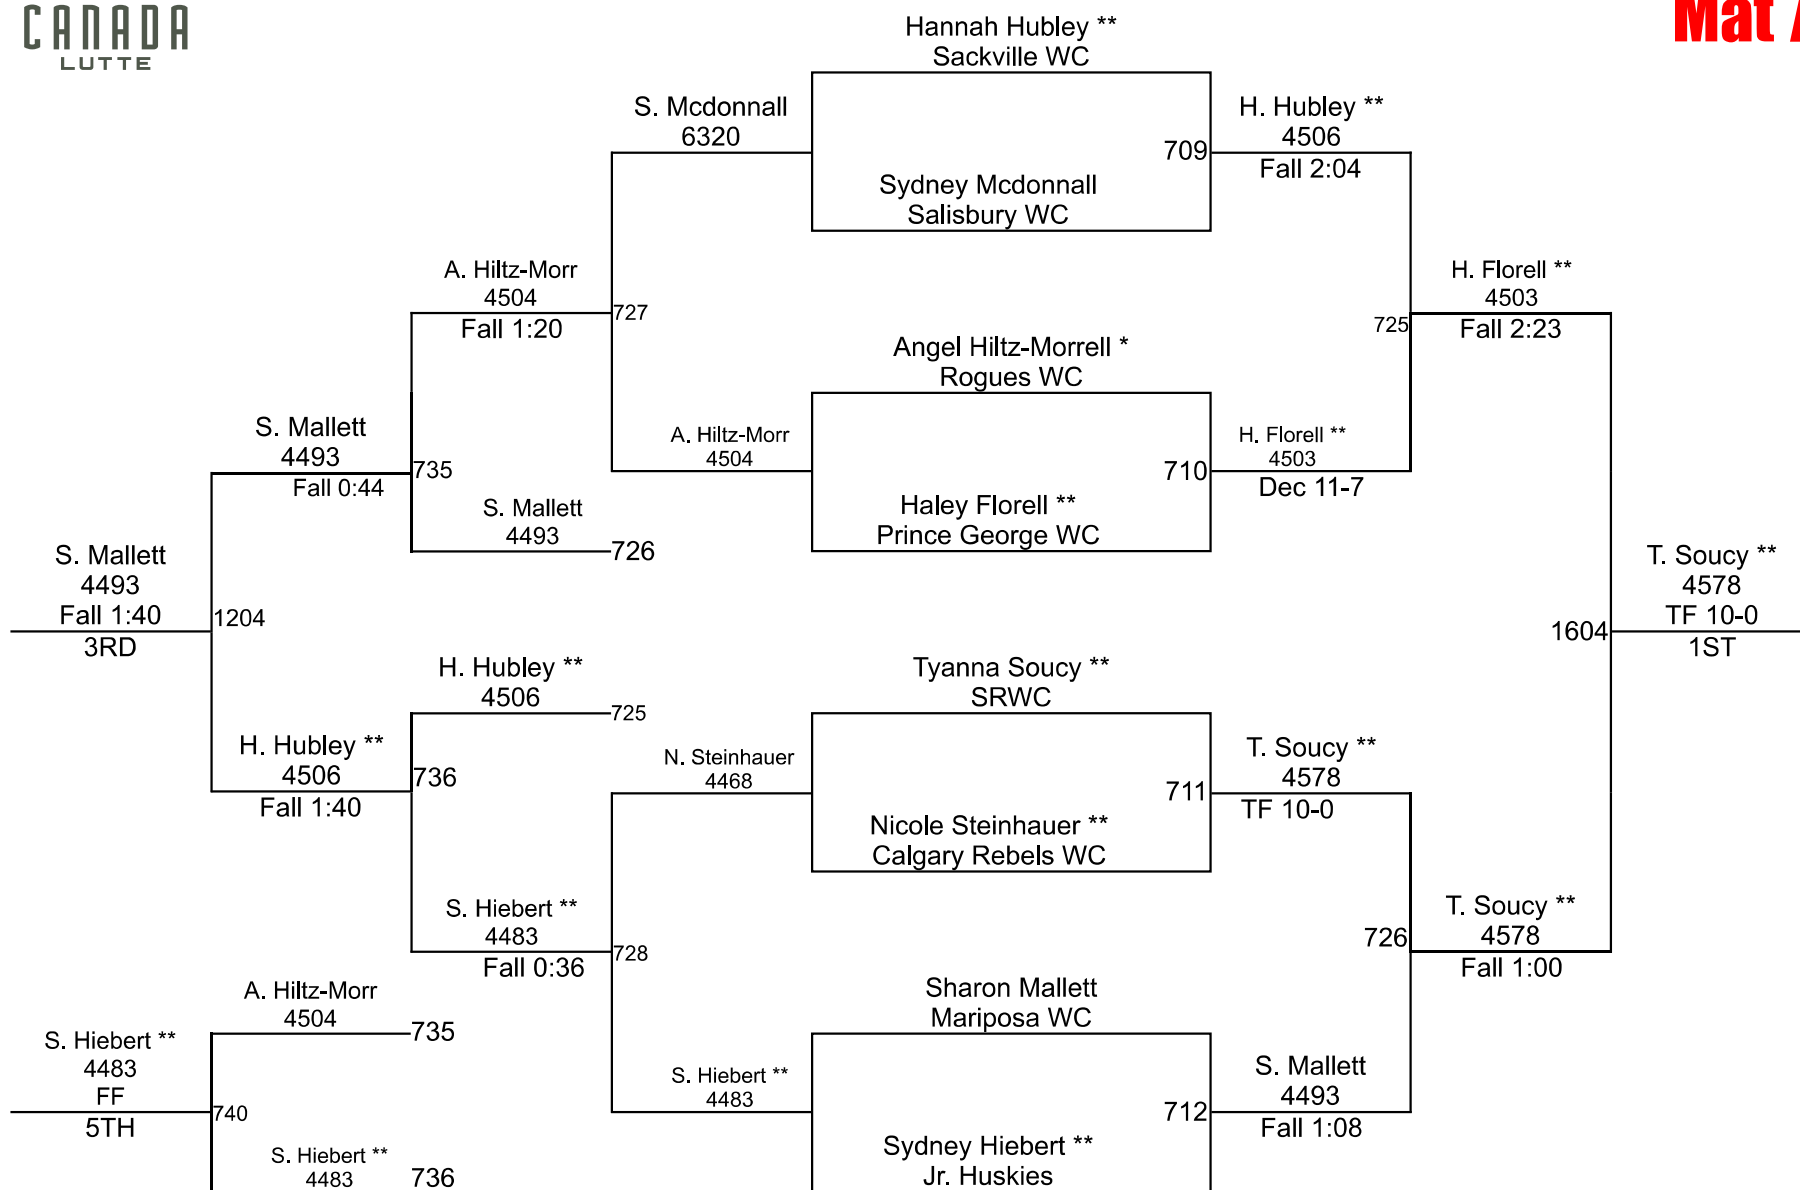 CANADA
LUTTE
Mat
Hannah Hubley **
Sackville WC
S. Mcdonnall
6320
H. Hubley **
4506
709
Fall 2:04
Sydney Mcdonnall
Salisbury WC
A. Hiltz-Morr
4504
727
Fall 1:20
H. Florell **
4503
725
Fall 2:23
Angel Hiltz-Morrell *
Rogues WC
S. Mallett
4493
735
Fall 0:44
A. Hiltz-Morr
4504
H. Florell **
4503
710
Dec 11-7
Haley Florell **
Prince George WC
S. Mallett
4493
726
S. Mallett
4493
Fall 1:40
3RD
1204
T. Soucy **
4578
TF 10-0
1ST
1604
H. Hubley **
4506
725
Tyanna Soucy **
SRWC
H. Hubley **
4506
736
Fall 1:40
N. Steinhauer
4468
T. Soucy **
4578
711
TF 10-0
Nicole Steinhauer **
Calgary Rebels WC
S. Hiebert **
4483
728
Fall 0:36
T. Soucy **
4578
726
Fall 1:00
A. Hiltz-Morr
4504
735
Sharon Mallett
Mariposa WC
S. Hiebert **
4483
FF
5TH
740
S. Hiebert **
4483
S. Mallett
4493
712
Fall 1:08
S. Hiebert **
4483
736
Sydney Hiebert **
Jr. Huskies